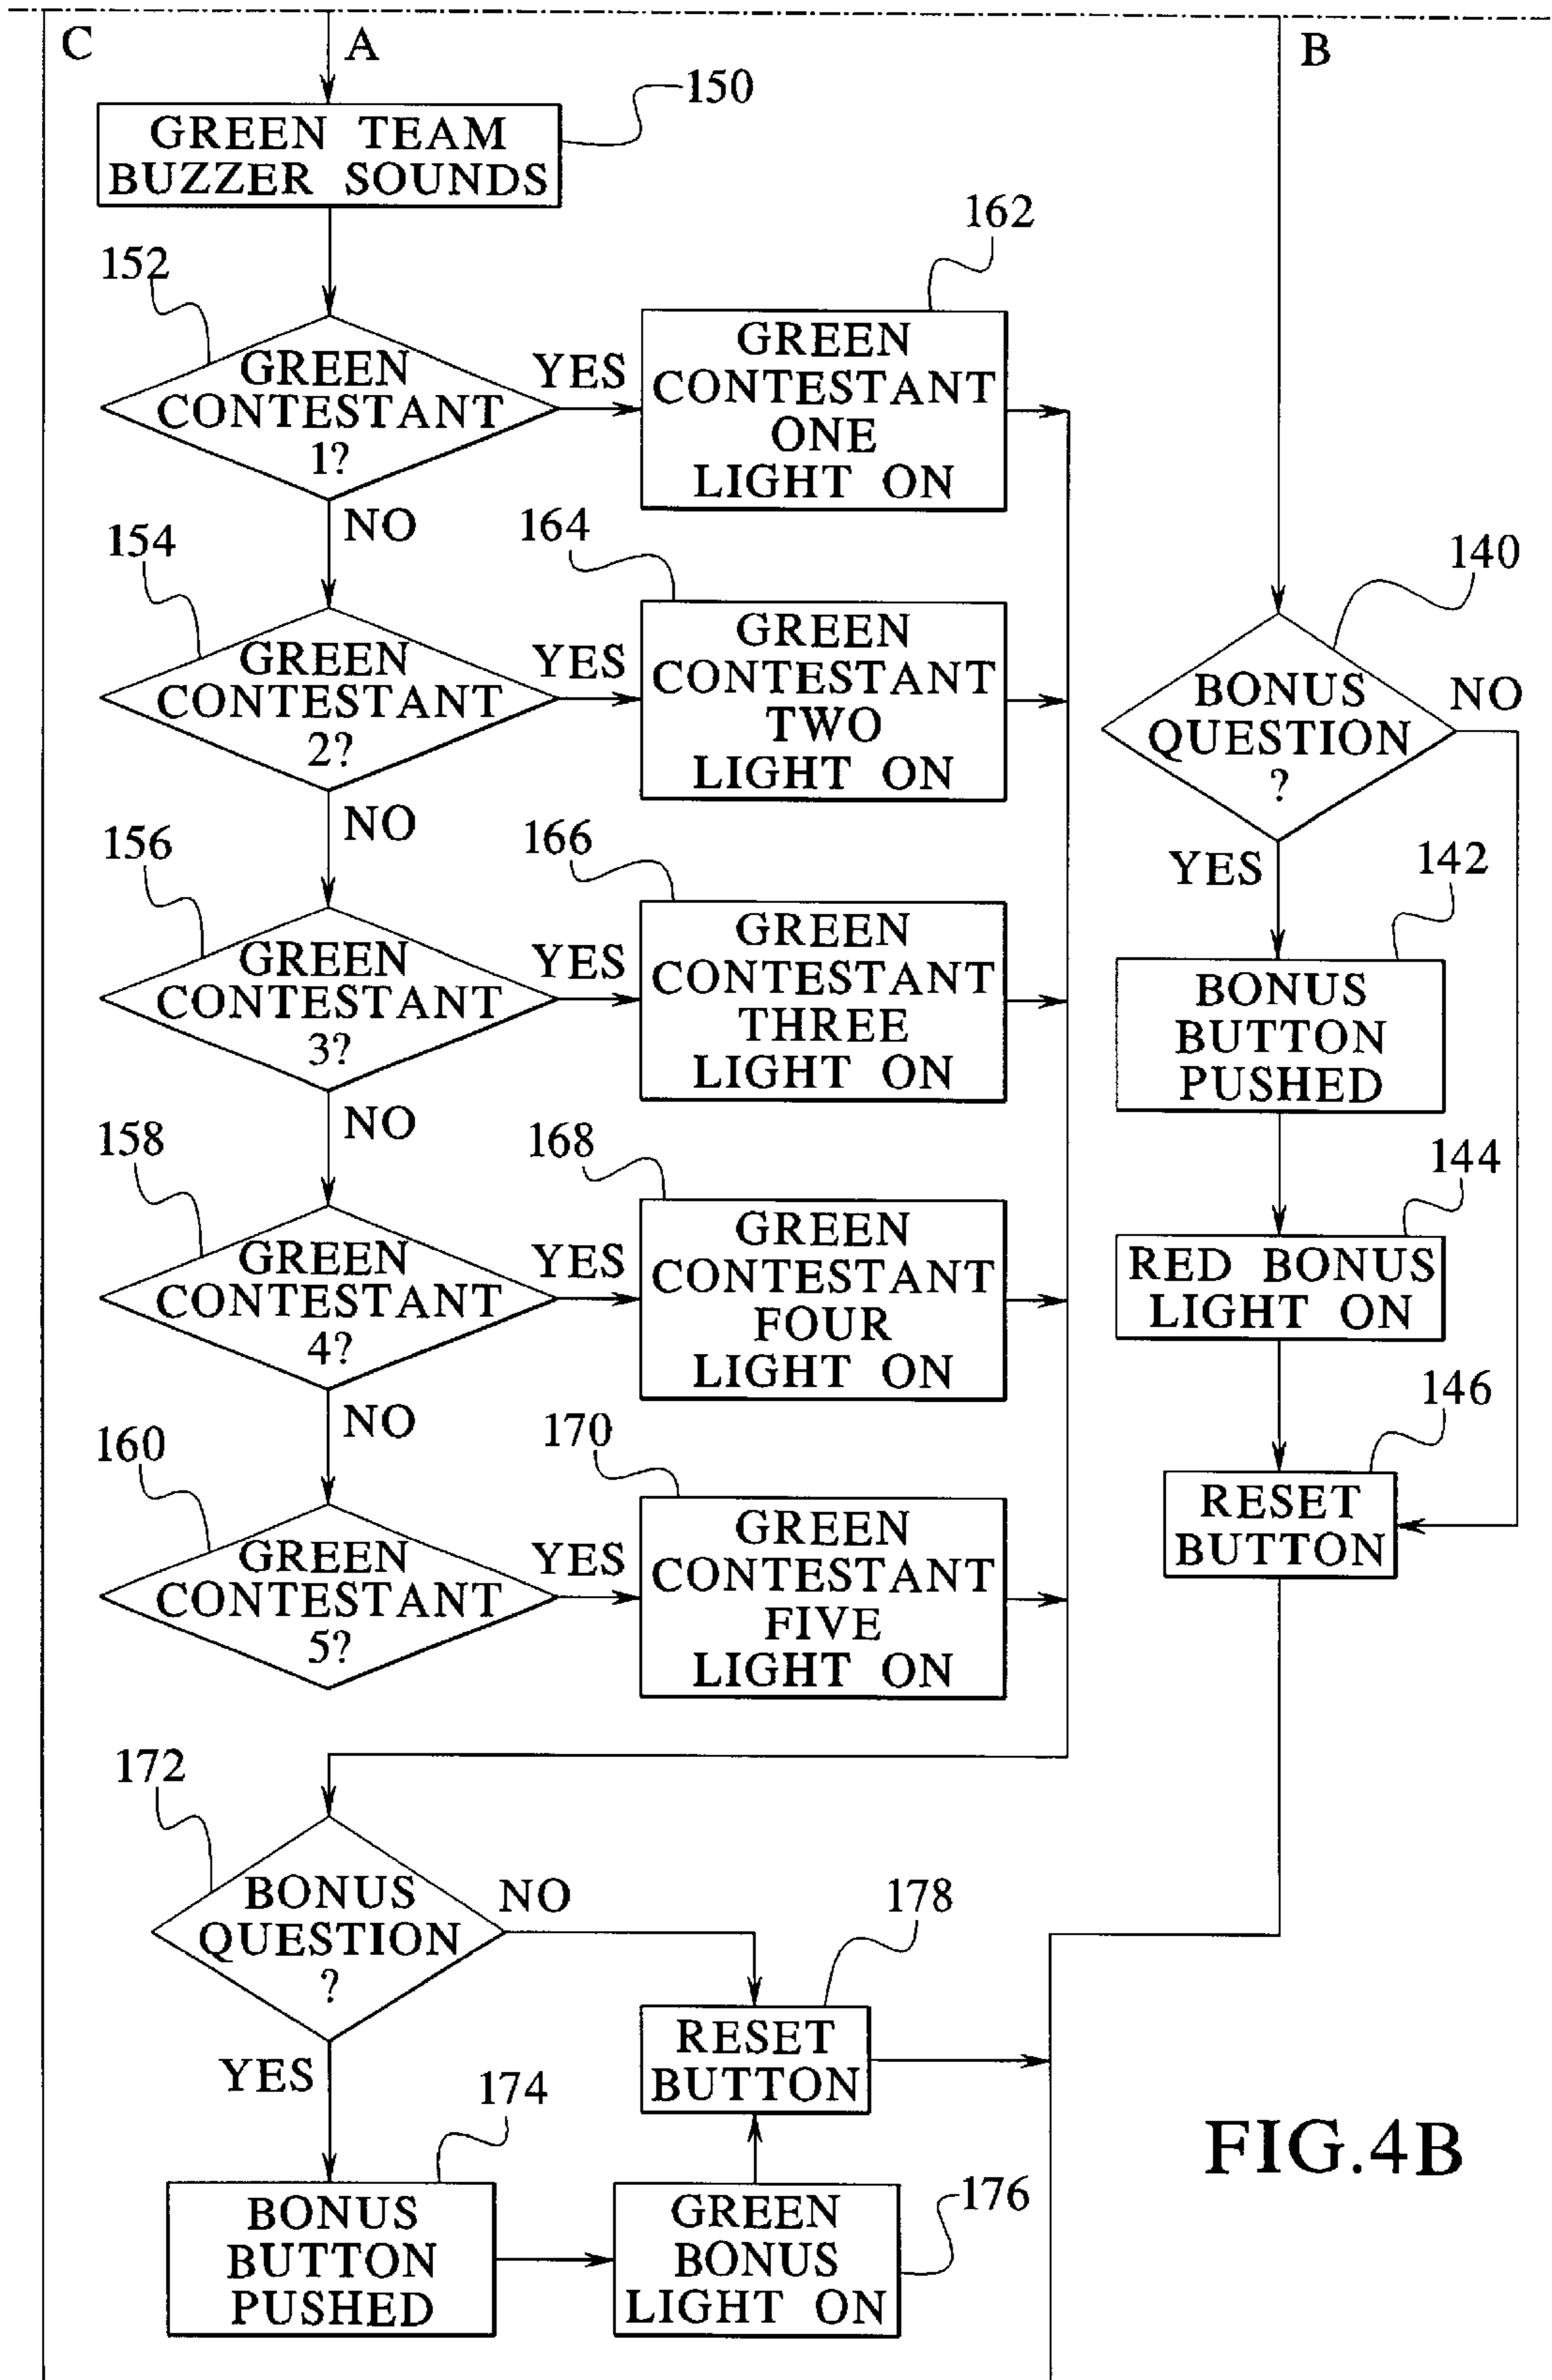 C
A
B
150
GREEN TEAM
BUZZER SOUNDS
152
GREEN
CONTESTANT
1?
YES
NO
162
GREEN
CONTESTANT
ONE
LIGHT ON
154
GREEN
CONTESTANT
2?
YES
NO
164
GREEN
CONTESTANT
TWO
LIGHT ON
156
GREEN
CONTESTANT
3?
YES
NO
166
GREEN
CONTESTANT
THREE
LIGHT ON
158
GREEN
CONTESTANT
4?
YES
NO
168
GREEN
CONTESTANT
FOUR
LIGHT ON
160
GREEN
CONTESTANT
5?
YES
170
GREEN
CONTESTANT
FIVE
LIGHT ON
140
BONUS
QUESTION
?
NO
YES
142
BONUS
BUTTON
PUSHED
144
RED BONUS
LIGHT ON
146
RESET
BUTTON
172
BONUS
QUESTION
?
NO
YES
178
RESET
BUTTON
174
BONUS
BUTTON
PUSHED
176
GREEN
BONUS
LIGHT ON
FIG.4B